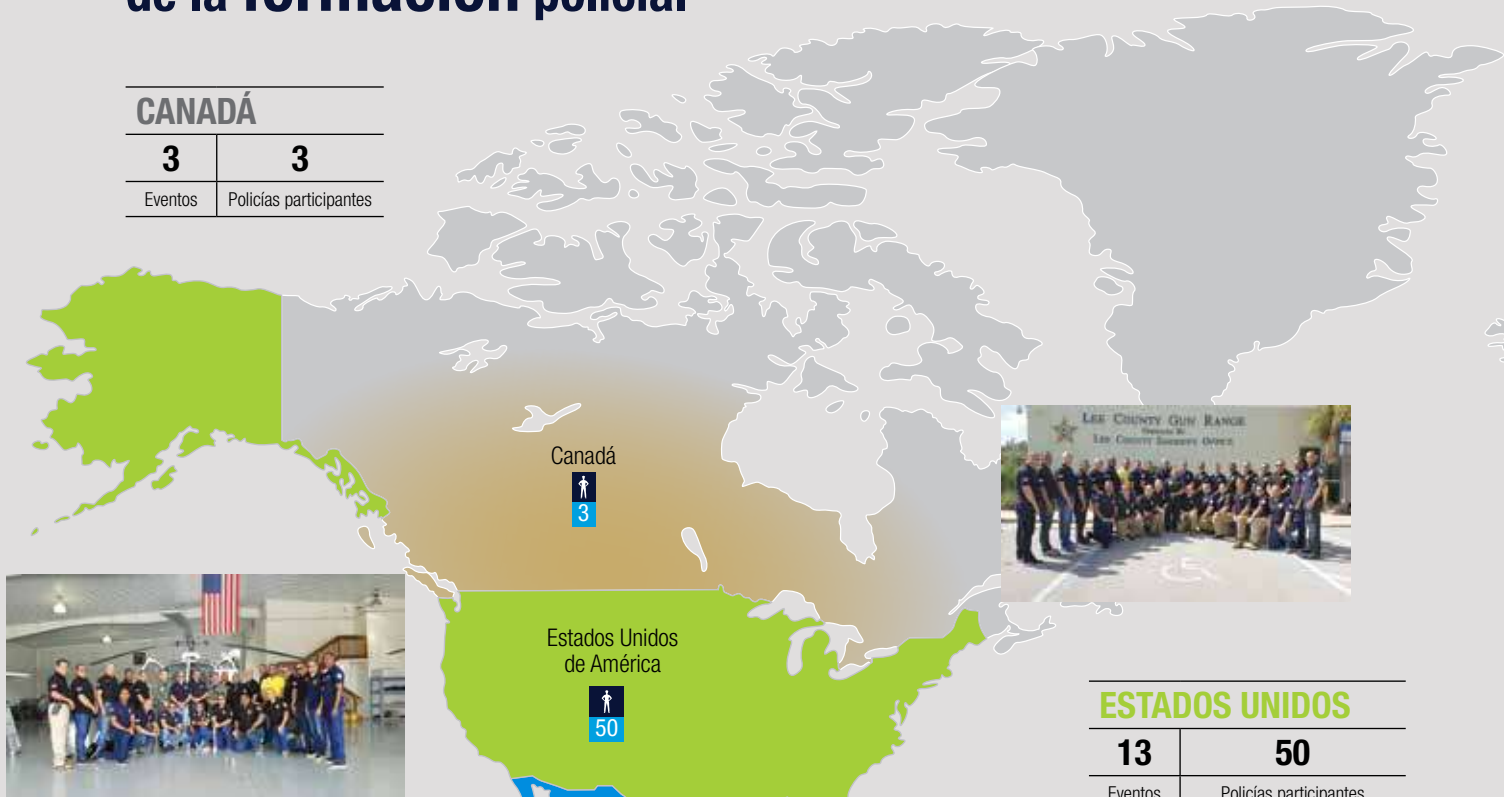 de la formación policial
CANADÁ
3 3
Eventos Policías participantes
Canadá
3
LEE COUNTY GUN RANGE
LEE COUNTY SHERIFF'S OFFICE
Estados Unidos
de América
50
ESTADOS UNIDOS
13 50
Eventos Policías participantes